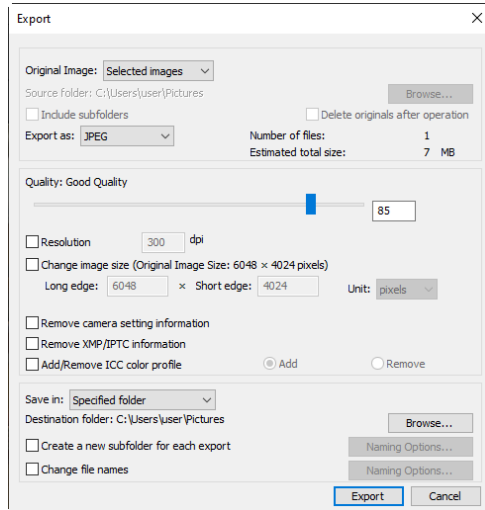 Export
Original Image: Selected images
Source folder: C:\Users\user\Pictures Browse...
Include subfolders Delete originals after operation
Export as: JPEG Number of files: 1
Estimated total size: 7 MB
Quality: Good Quality
85
Resolution 300 dpi
Change image size (Original Image Size: 6048 × 4024 pixels)
Long edge: 6048 × Short edge: 4024 Unit: pixels
Remove camera setting information
Remove XMP/IPTC information
Add/Remove ICC color profile Add Remove
Save in: Specified folder
Destination folder: C:\Users\user\Pictures Browse...
Create a new subfolder for each export Naming Options...
Change file names Naming Options...
Export Cancel